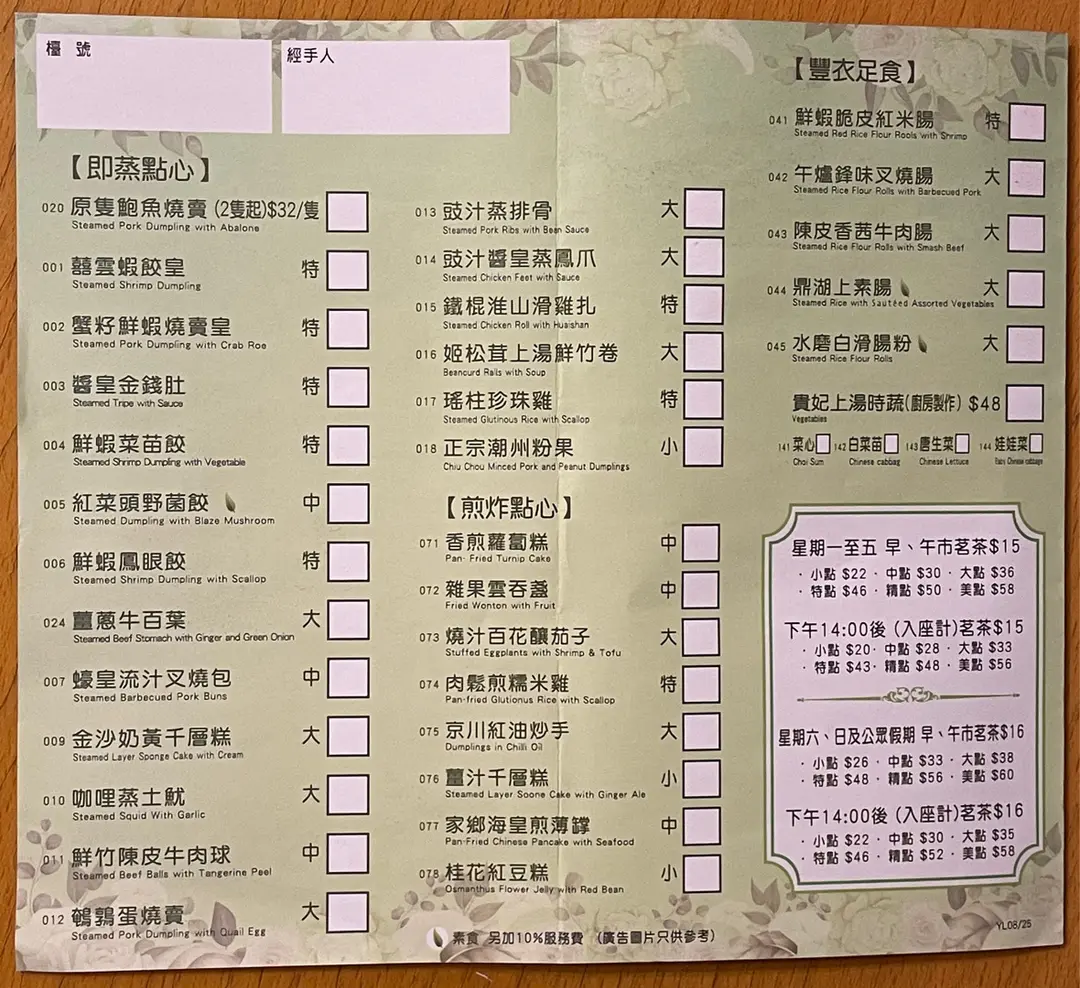 檯 號
經手人
【即蒸點心】
020 原隻鮑魚燒賣 (2隻起)$32/隻
Steamed Pork Dumpling with Abalone
001 囍雲蝦餃皇 特
Steamed Shrimp Dumpling
002 蟹籽鮮蝦燒賣皇 特
Steamed Pork Dumpling with Crab Roe
003 醬皇金錢肚 特
Steamed Tripe with Sauce
004 鮮蝦菜苗餃 特
Steamed Shrimp Dumpling with Vegetable
005 紅菜頭野菌餃 中
Steamed Dumpling with Blaze Mushroom
006 鮮蝦鳳眼餃 特
Steamed Shrimp Dumpling with Scallop
024 薑蔥牛百葉 大
Steamed Beef Stomach with Ginger and Green Onion
007 蠔皇流汁叉燒包 中
Steamed Barbecued Pork Buns
009 金沙奶黃千層糕 大
Steamed Layer Sponge Cake with Cream
010 咖哩蒸土魷 大
Steamed Squid With Garlic
011 鮮竹陳皮牛肉球 中
Steamed Beef Balls with Tangerine Peel
012 鵪鶉蛋燒賣 大
Steamed Pork Dumpling with Quail Egg
013 豉汁蒸排骨 大
Steamed Pork Ribs with Bean Sauce
014 豉汁醬皇蒸鳳爪 大
Steamed Chicken Feet with Sauce
015 鐵棍淮山滑雞扎 特
Steamed Chicken Roll with Huaishan
016 姬松茸上湯鮮竹卷 大
Beancurd Rails with Soup
017 瑤柱珍珠雞 特
Steamed Glutinous Rice with Scallop
018 正宗潮州粉果 小
Chiu Chou Minced Pork and Peanut Dumplings
【煎炸點心】
071 香煎蘿蔔糕 中
Pan- Fried Turnip Cake
072 雜果雲吞盞 中
Fried Wonton with Fruit
073 燒汁百花釀茄子 大
Stuffed Eggplants with Shrimp & Tofu
074 肉鬆煎糯米雞 特
Pan-fried Glutionus Rice with Scallop
075 京川紅油炒手 大
Dumplings in Chilli Oil
076 薑汁千層糕 小
Steamed Layer Soone Cake with Ginger Ale
077 家鄉海皇煎薄罉 中
Pan-Fried Chinese Pancake with Seafood
078 桂花紅豆糕 小
Osmanthus Flower Jelly with Red Bean
【豐衣足食】
041 鮮蝦脆皮紅米腸 特
Steamed Red Rice Flour Rools with Shrimp
042 午爐鋒味叉燒腸 大
Steamed Rice Flour Rolls with Barbecued Pork
043 陳皮香茜牛肉腸 大
Steamed Rice Flour Rolls with Smash Beef
044 鼎湖上素腸 大
Steamed Rice with Sautéed Assorted Vegetables
045 水磨白滑腸粉 大
Steamed Rice Flour Rolls
貴妃上湯時蔬(廚房製作) $48
Vegetables
141 菜心 142 白菜苗 143 唐生菜 144 娃娃菜
Choi Sum Chinese cabbag Chinese Lettuce Baby Chinese cabbage
星期一至五 早、午市茗茶$15
· 小點 $22 · 中點 $30 · 大點 $36
· 特點 $46 · 精點 $50 · 美點 $58
下午14:00後 (入座計)茗茶$15
· 小點 $20 · 中點 $28 · 大點 $33
· 特點 $43 · 精點 $48 · 美點 $56
星期六、日及公眾假期 早、午市茗茶$16
· 小點 $26 · 中點 $33 · 大點 $38
· 特點 $48 · 精點 $56 · 美點 $60
下午14:00後 (入座計)茗茶$16
· 小點 $22 · 中點 $30 · 大點 $35
· 特點 $46 · 精點 $52 · 美點 $58
素食 另加10%服務費 (廣告圖片只供參考)
YL08/25